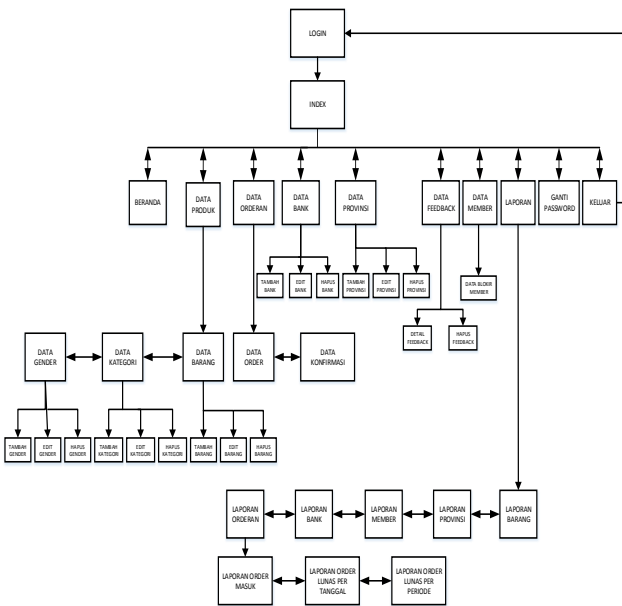 LOGIN
INDEX
BERANDA
DATA
PRODUK
DATA
ORDERAN
DATA
BANK
DATA
PROVINSI
DATA
FEEDBACK
DATA
MEMBER
LAPORAN
GANTI
PASSWORD
KELUAR
TAMBAH
BANK
EDIT
BANK
HAPUS
BANK
TAMBAH
PROVINSI
EDIT
PROVINSI
HAPUS
PROVINSI
DATA BLOKIR
MEMBER
DETAIL
FEEDBACK
HAPUS
FEEDBACK
DATA
GENDER
DATA
KATEGORI
DATA
BARANG
DATA
ORDER
DATA
KONFIRMASI
TAMBAH
GENDER
EDIT
GENDER
HAPUS
GENDER
TAMBAH
KATEGORI
EDIT
KATEGORI
HAPUS
KATEGORI
TAMBAH
BARANG
EDIT
BARANG
HAPUS
BARANG
LAPORAN
ORDERAN
LAPORAN
BANK
LAPORAN
MEMBER
LAPORAN
PROVINSI
LAPORAN
BARANG
LAPORAN ORDER
MASUK
LAPORAN ORDER
LUNAS PER
TANGGAL
LAPORAN ORDER
LUNAS PER
PERIODE